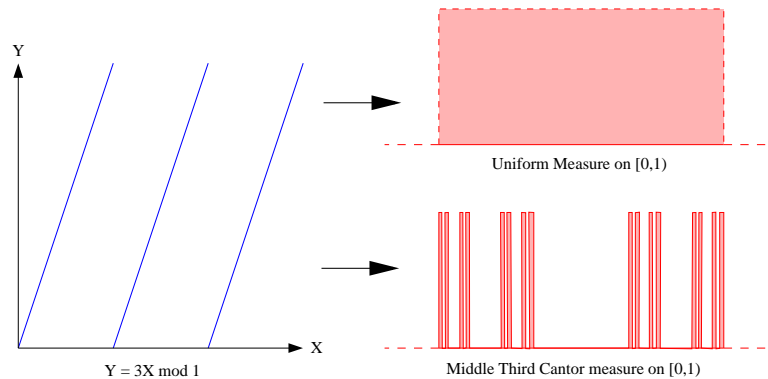 Y
X
Y = 3X mod 1
Uniform Measure on [0,1)
Middle Third Cantor measure on [0,1)